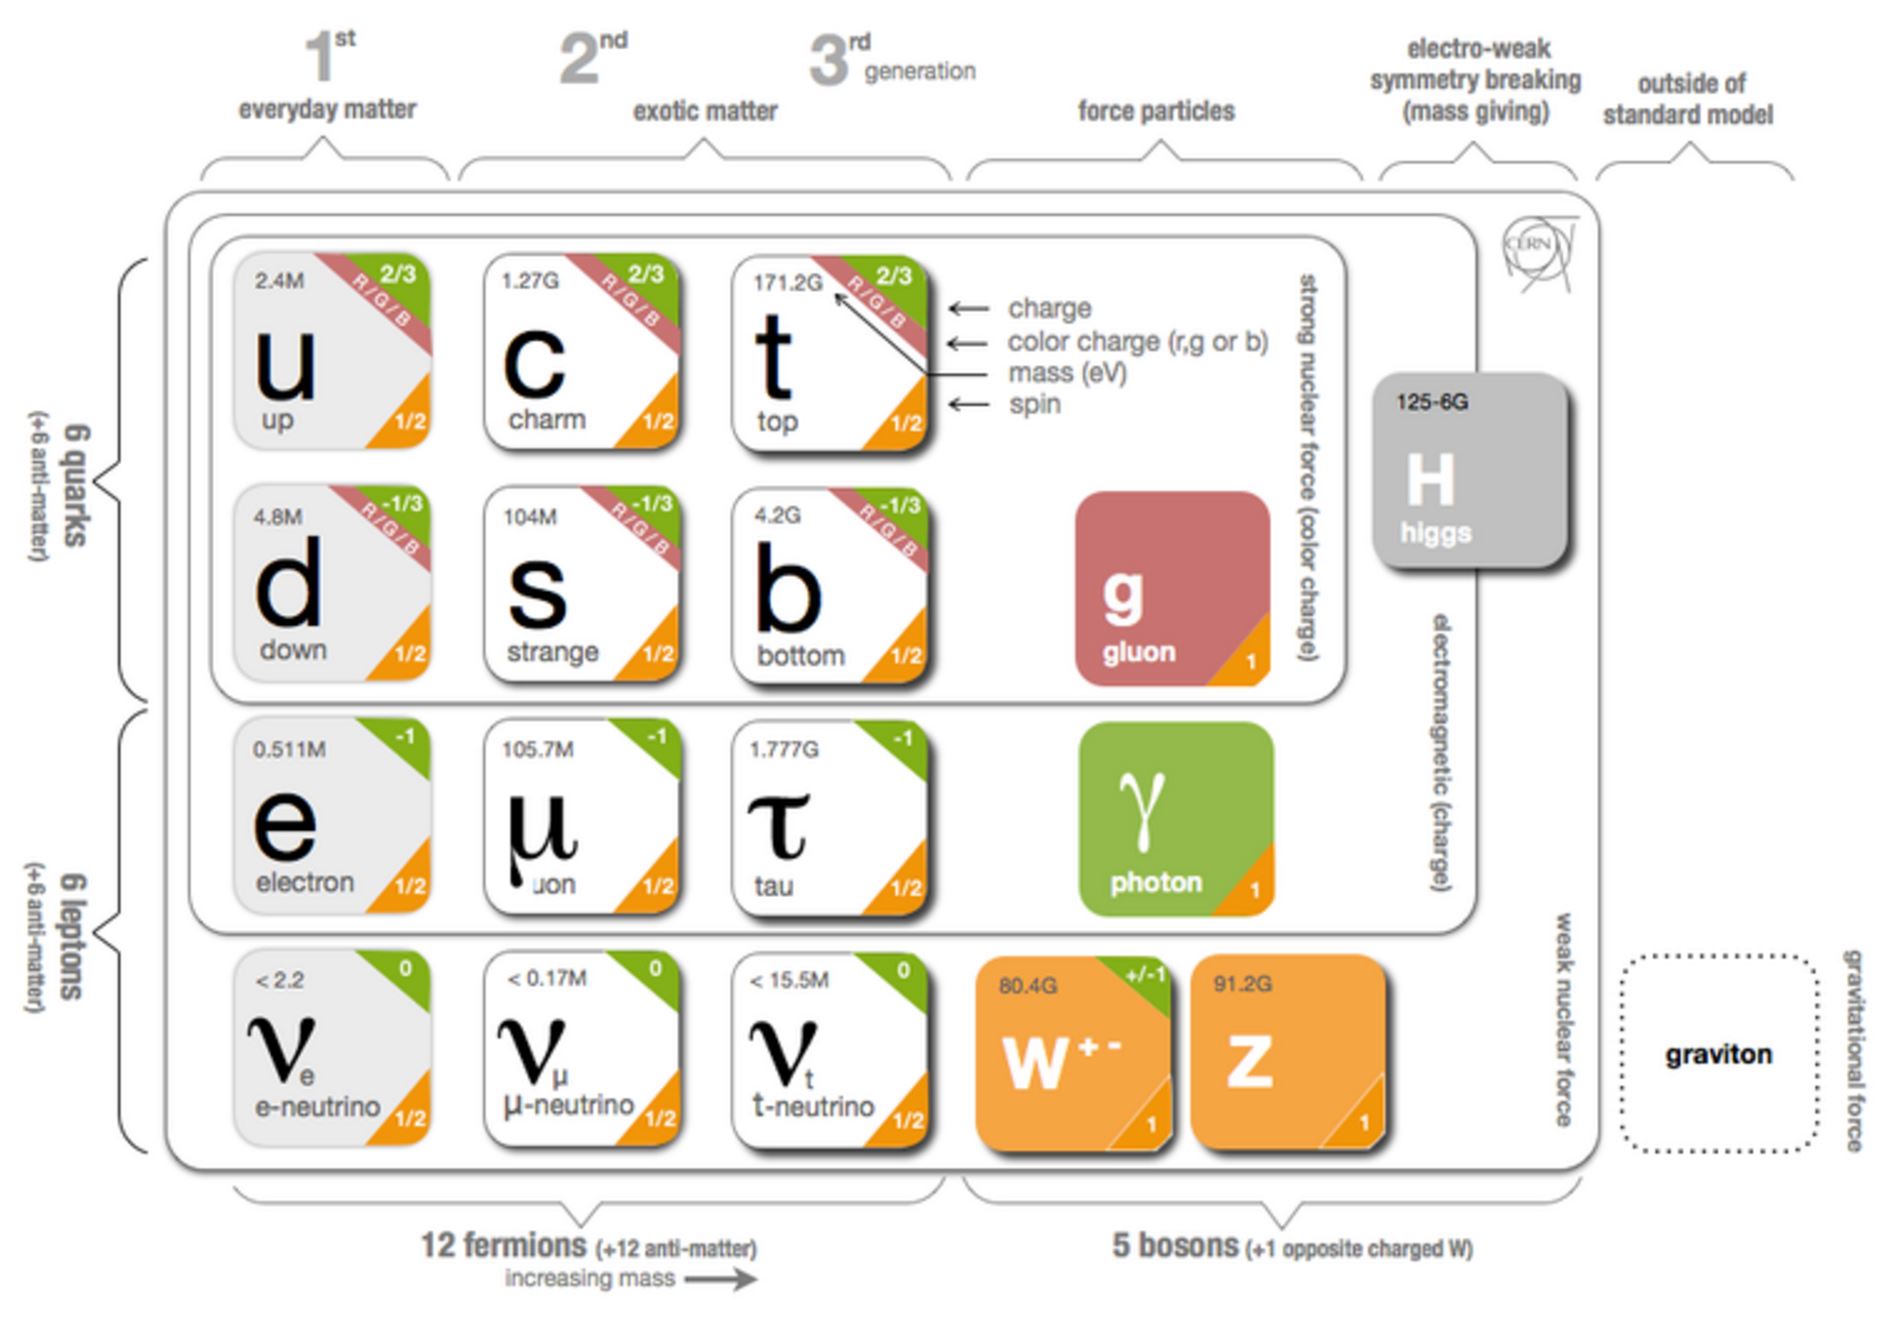 1st
2nd
3rd generation
everyday matter
exotic matter
force particles
electro-weak
symmetry breaking
(mass giving)
outside of
standard model
CERN
6 quarks
(+6 anti-matter)
2.4M
2/3
R/G/B
u
up
1/2
1.27G
2/3
R/G/B
c
charm
1/2
171.2G
2/3
R/G/B
t
top
1/2
charge
color charge (r,g or b)
mass (eV)
spin
strong nuclear force (color charge)
125-6G
H
higgs
4.8M
-1/3
R/G/B
d
down
1/2
104M
-1/3
R/G/B
s
strange
1/2
4.2G
-1/3
R/G/B
b
bottom
1/2
g
gluon
1
electromagnetic (charge)
6 leptons
(+6 anti-matter)
0.511M
-1
e
electron
1/2
105.7M
-1
μ
uon
1/2
1.777G
-1
τ
tau
1/2
γ
photon
1
weak nuclear force
< 2.2
0
νe
e-neutrino
1/2
< 0.17M
0
νμ
μ-neutrino
1/2
< 15.5M
0
νt
t-neutrino
1/2
80.4G
+/-1
W+-
1
91.2G
Z
1
graviton
gravitational force
12 fermions (+12 anti-matter)
increasing mass
5 bosons (+1 opposite charged W)